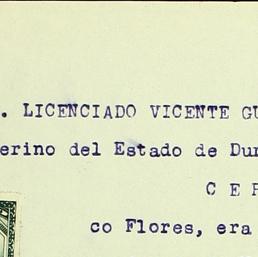 . LICENCIADO VICENTE GU
erino del Estado de Dur
C E R
co Flores, era